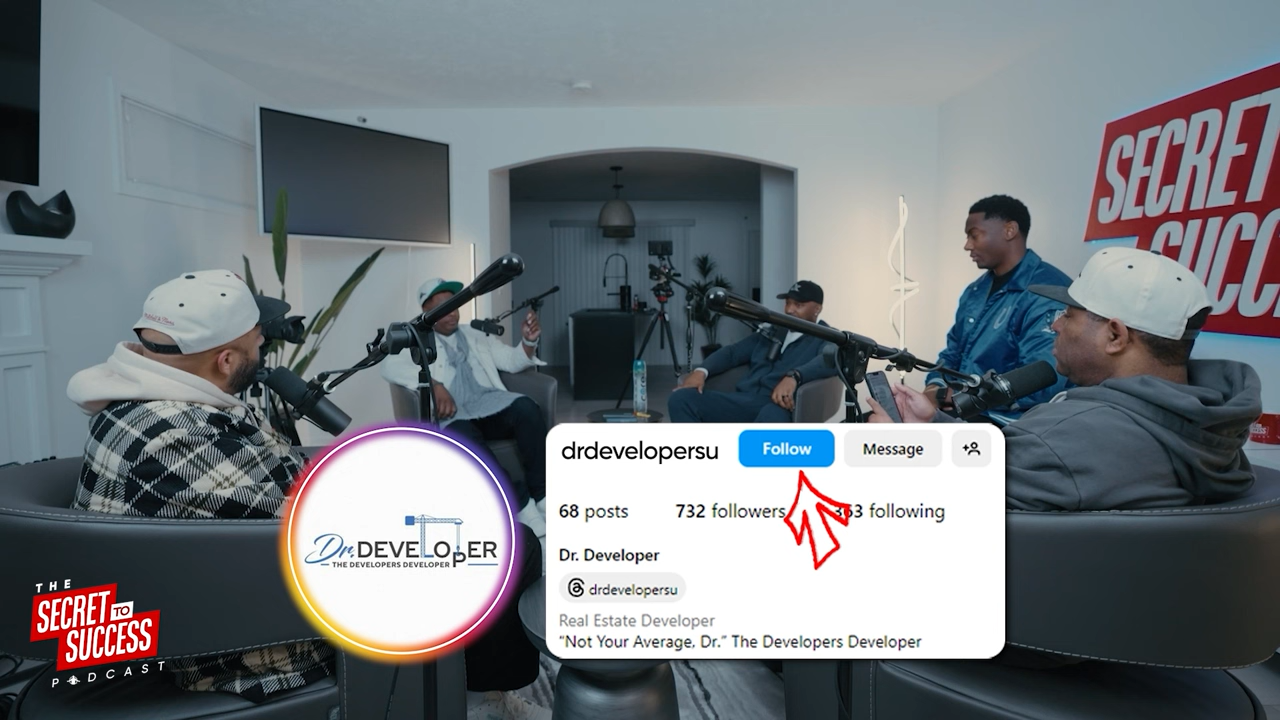 SECRET
SUCC
drdevelopersu
Follow
Message
68 posts
732 followers
363 following
Dr. Developer
drdevelopersu
Real Estate Developer
"Not Your Average, Dr." The Developers Developer
Dr. DEVELOPER
THE DEVELOPERS DEVELOPER
THE
SECRET TO
SUCCESS
PODCAST